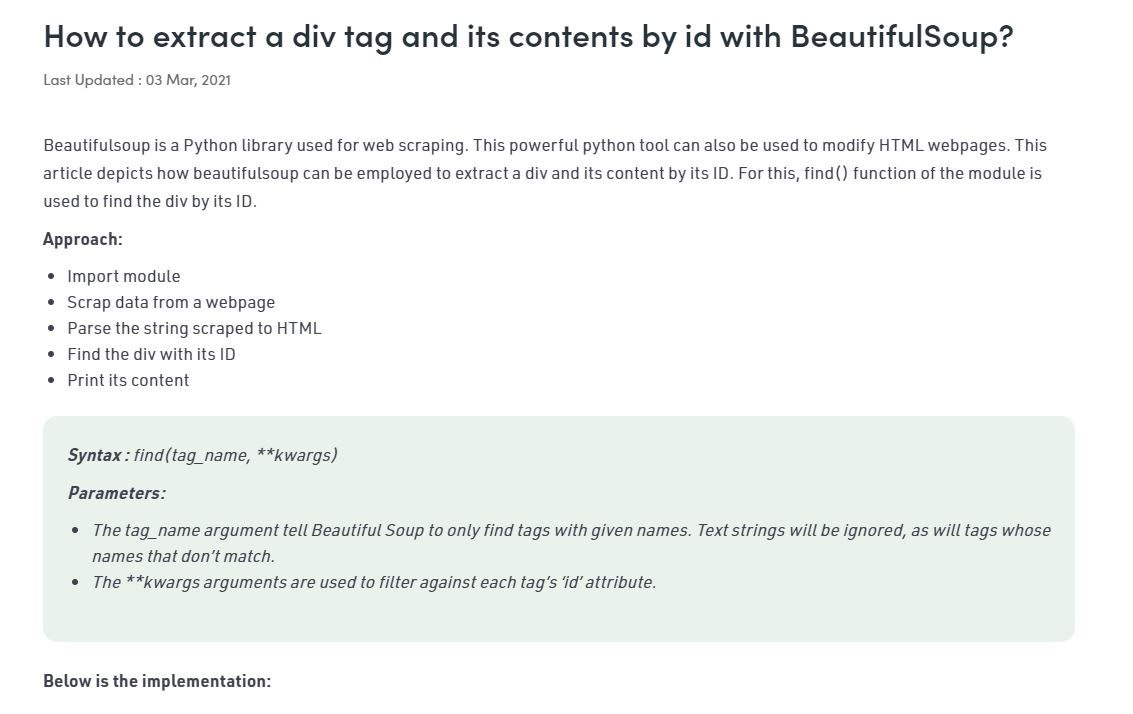 How to extract a div tag and its contents by id with BeautifulSoup?
Last Updated : 03 Mar, 2021
Beautifulsoup is a Python library used for web scraping. This powerful python tool can also be used to modify HTML webpages. This
article depicts how beautifulsoup can be employed to extract a div and its content by its ID. For this, find() function of the module is
used to find the div by its ID.
Approach:
• Import module
• Scrap data from a webpage
• Parse the string scraped to HTML
• Find the div with its ID
• Print its content
Syntax : find(tag_name, **kwargs)
Parameters:
• The tag_name argument tell Beautiful Soup to only find tags with given names. Text strings will be ignored, as will tags whose
names that don’t match.
• The **kwargs arguments are used to filter against each tag’s ‘id’ attribute.
Below is the implementation: